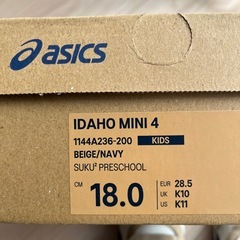 asics
IDAHO MINI 4
1144A236-200 KIDS
BEIGE/NAVY
SUKU² PRESCHOOL
CM 18.0
EUR 28.5
UK K10
US K11